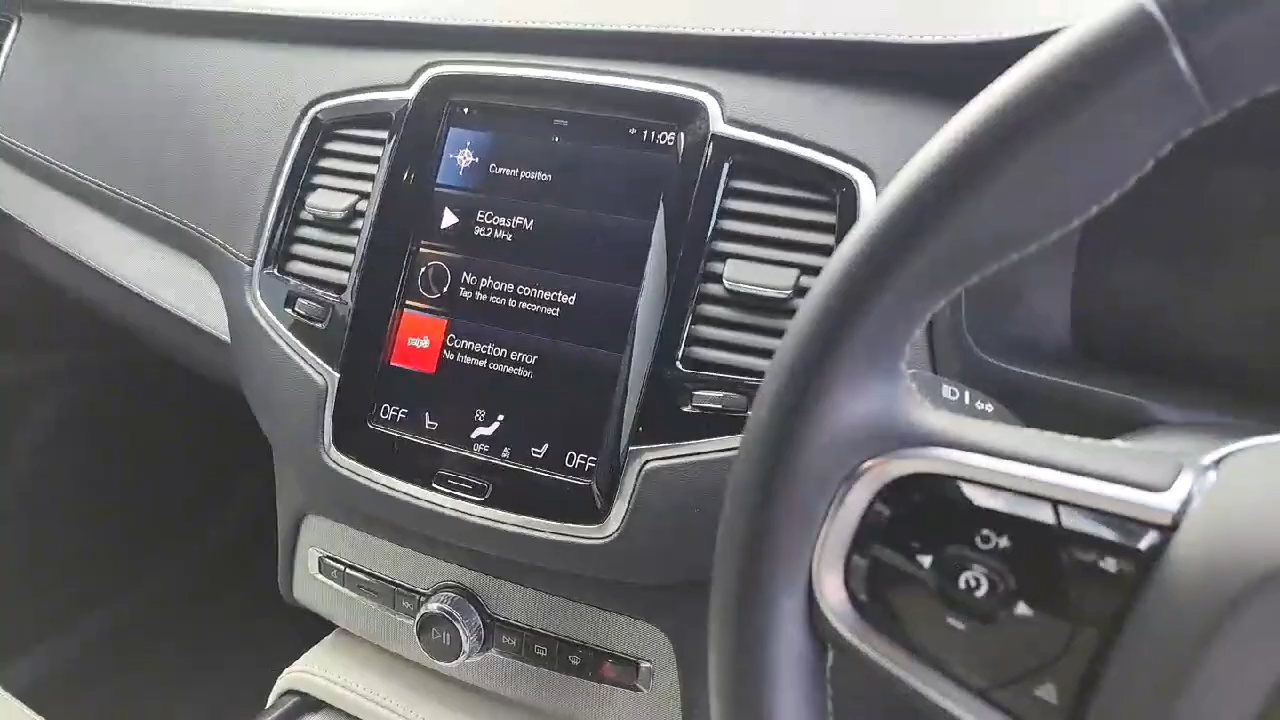 11:06
Current position
ECoastFM
96.2 MHz
No phone connected
Tap the icon to reconnect
yelp
Connection error
No internet connection
OFF
OFF
OFF